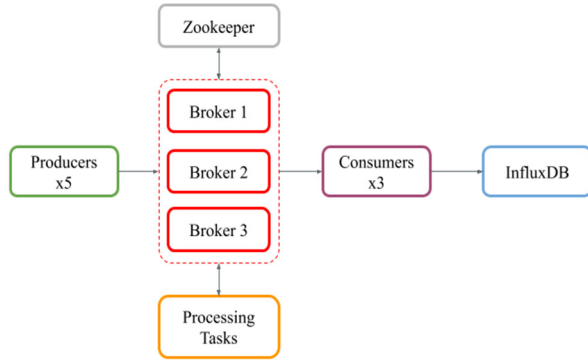 Zookeeper
Broker 1
Producers
x5
Broker 2
Consumers
x3
InfluxDB
Broker 3
Processing
Tasks